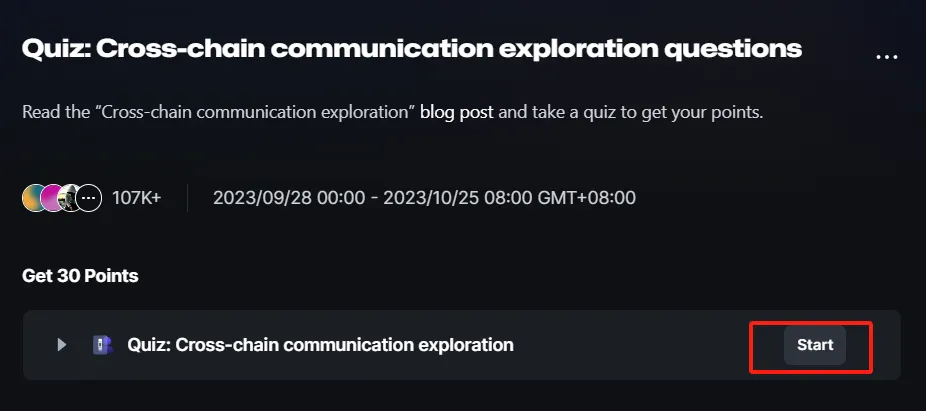 Quiz: Cross-chain communication exploration questions
...
Read the “Cross-chain communication exploration” blog post and take a quiz to get your points.
107K+
2023/09/28 00:00 - 2023/10/25 08:00 GMT+08:00
Get 30 Points
Quiz: Cross-chain communication exploration
Start